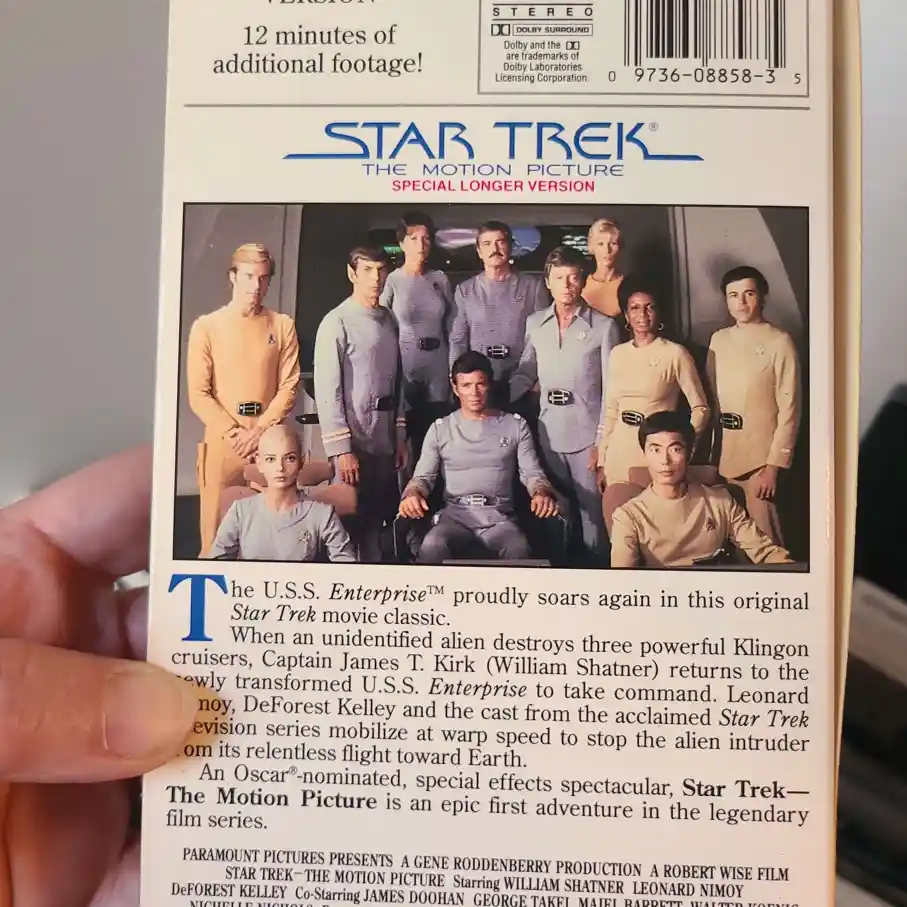 VERSION
12 minutes of
additional footage!
STEREO
DOLBY SURROUND
Dolby and the
are trademarks of
Dolby Laboratories
Licensing Corporation.
0 9736-08858-3 5
STAR TREK®
THE MOTION PICTURE
SPECIAL LONGER VERSION
The U.S.S. Enterprise™ proudly soars again in this original
Star Trek movie classic.
When an unidentified alien destroys three powerful Klingon
cruisers, Captain James T. Kirk (William Shatner) returns to the
ewly transformed U.S.S. Enterprise to take command. Leonard
moy, DeForest Kelley and the cast from the acclaimed Star Trek
evision series mobilize at warp speed to stop the alien intruder
om its relentless flight toward Earth.
An Oscar®-nominated, special effects spectacular, Star Trek—
The Motion Picture is an epic first adventure in the legendary
film series.
PARAMOUNT PICTURES PRESENTS A GENE RODDENBERRY PRODUCTION A ROBERT WISE FILM
STAR TREK—THE MOTION PICTURE Starring WILLIAM SHATNER LEONARD NIMOY
DeFOREST KELLEY Co-Starring JAMES DOOHAN GEORGE TAKEI MAJEL BARRETT WALTER KOENIG
NICHELLE NICHOLS